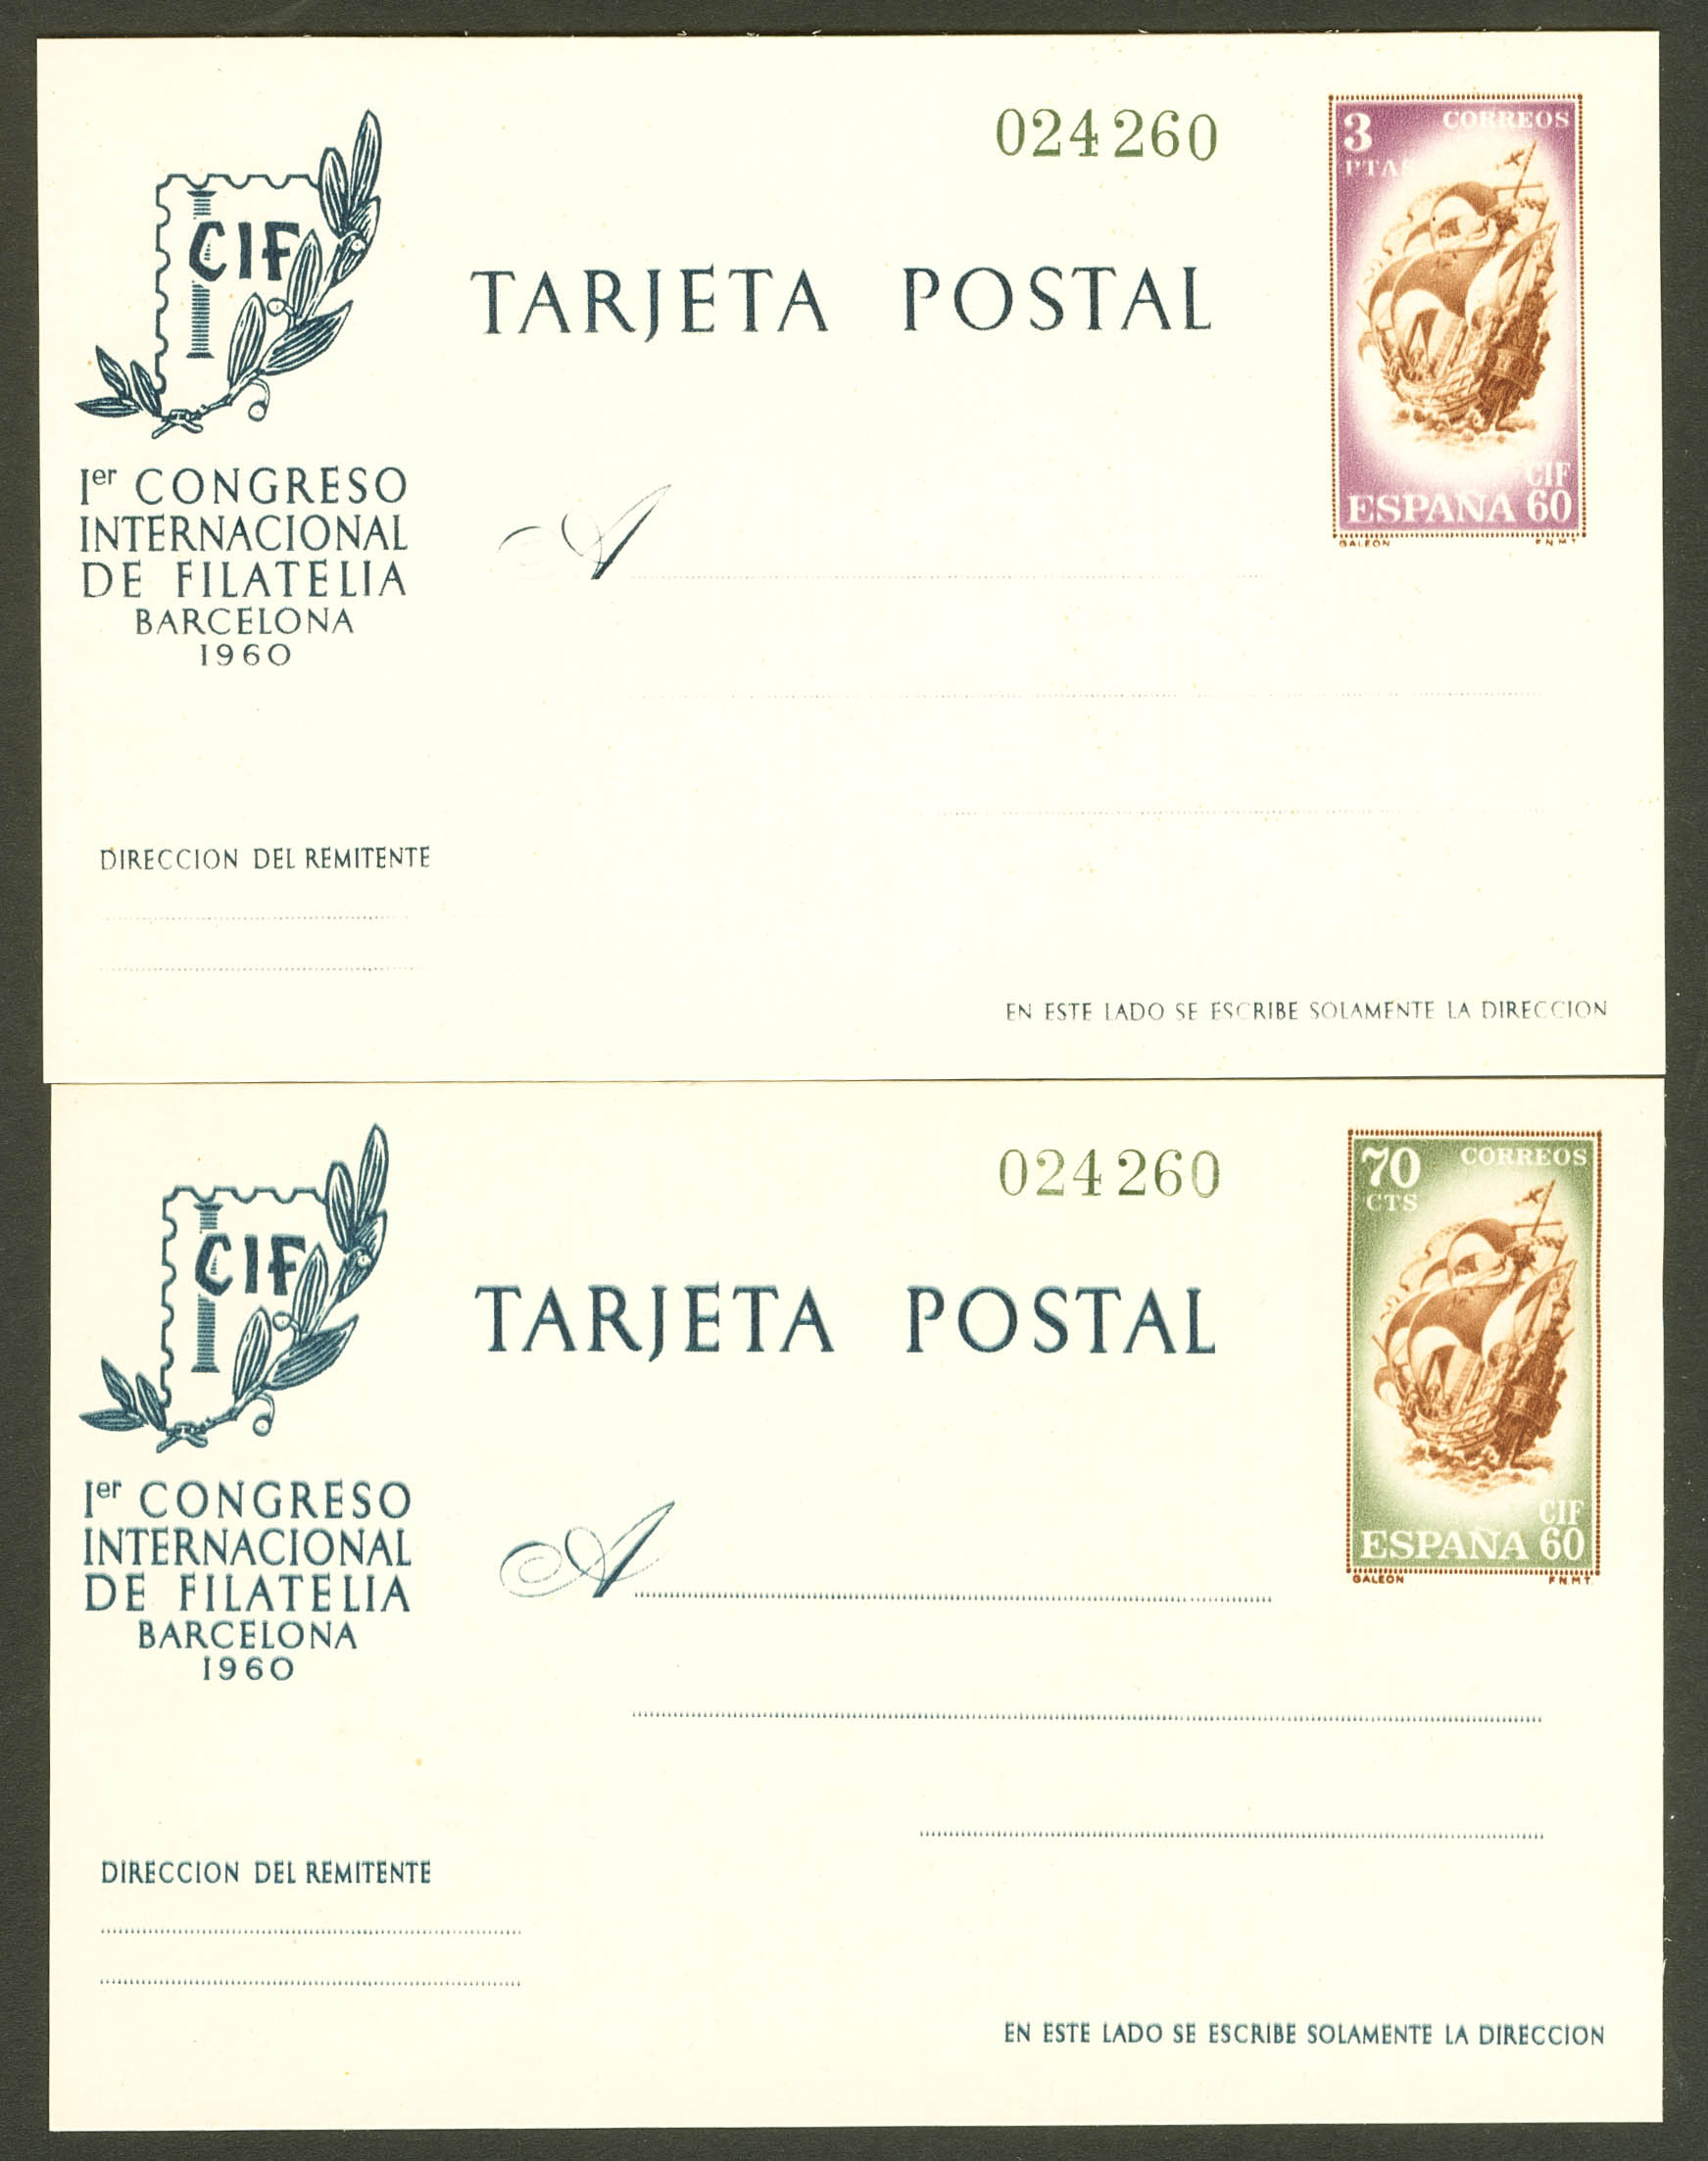 024260
3 CORREOS
PTAS
CIF
TARJETA POSTAL
Ier CONGRESO
INTERNACIONAL
DE FILATELIA
BARCELONA
1960
A
CIF
ESPAÑA 60
GALEON F.N.M.T.
DIRECCION DEL REMITENTE
EN ESTE LADO SE ESCRIBE SOLAMENTE LA DIRECCION
024260
70 CORREOS
CTS
CIF
TARJETA POSTAL
Ier CONGRESO
INTERNACIONAL
DE FILATELIA
BARCELONA
1960
A
CIF
ESPAÑA 60
GALEON F.N.M.T.
DIRECCION DEL REMITENTE
EN ESTE LADO SE ESCRIBE SOLAMENTE LA DIRECCION